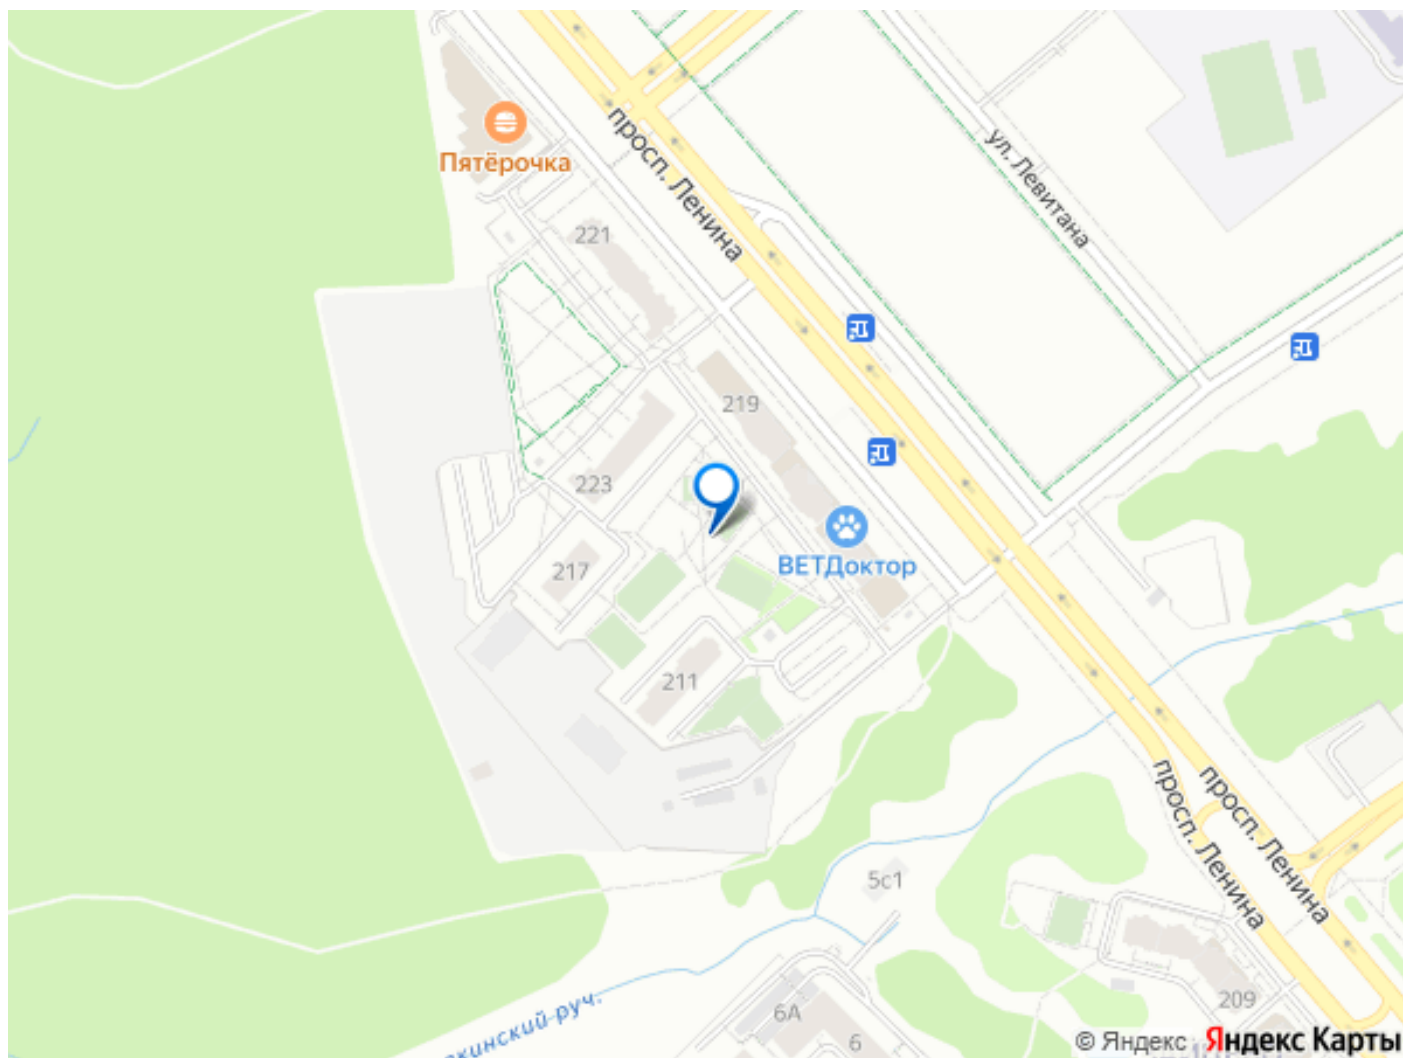 Пятёрочка
просп. Ленина
ул. Левитана
221
219
223
ВЕТДоктор
217
211
просп. Ленина
просп. Ленина
5с1
209
6А
6
руч.
© Яндекс Яндекс Карты